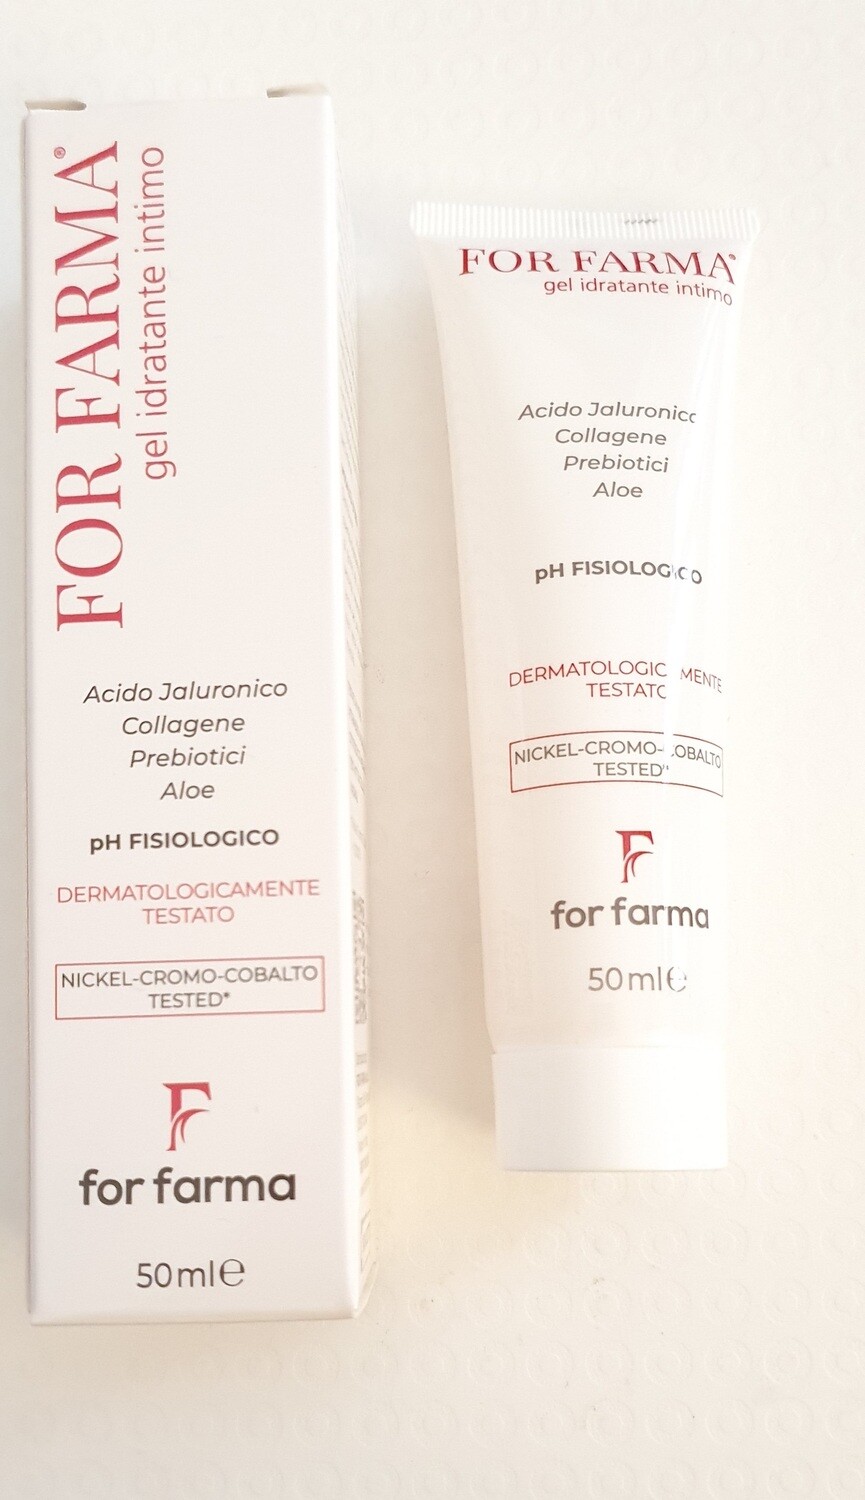 FOR FARMA®
gel idratante intimo
Acido Jaluronico
Collagene
Prebiotici
Aloe
pH FISIOLOGICO
DERMATOLOGICAMENTE
TESTATO
NICKEL-CROMO-COBALTO
TESTED*
for farma
50ml℮
FOR FARMA®
gel idratante intimo
Acido Jaluronico
Collagene
Prebiotici
Aloe
pH FISIOLOGICO
DERMATOLOGICAMENTE
TESTATO
NICKEL-CROMO-COBALTO
TESTED*
for farma
50ml℮